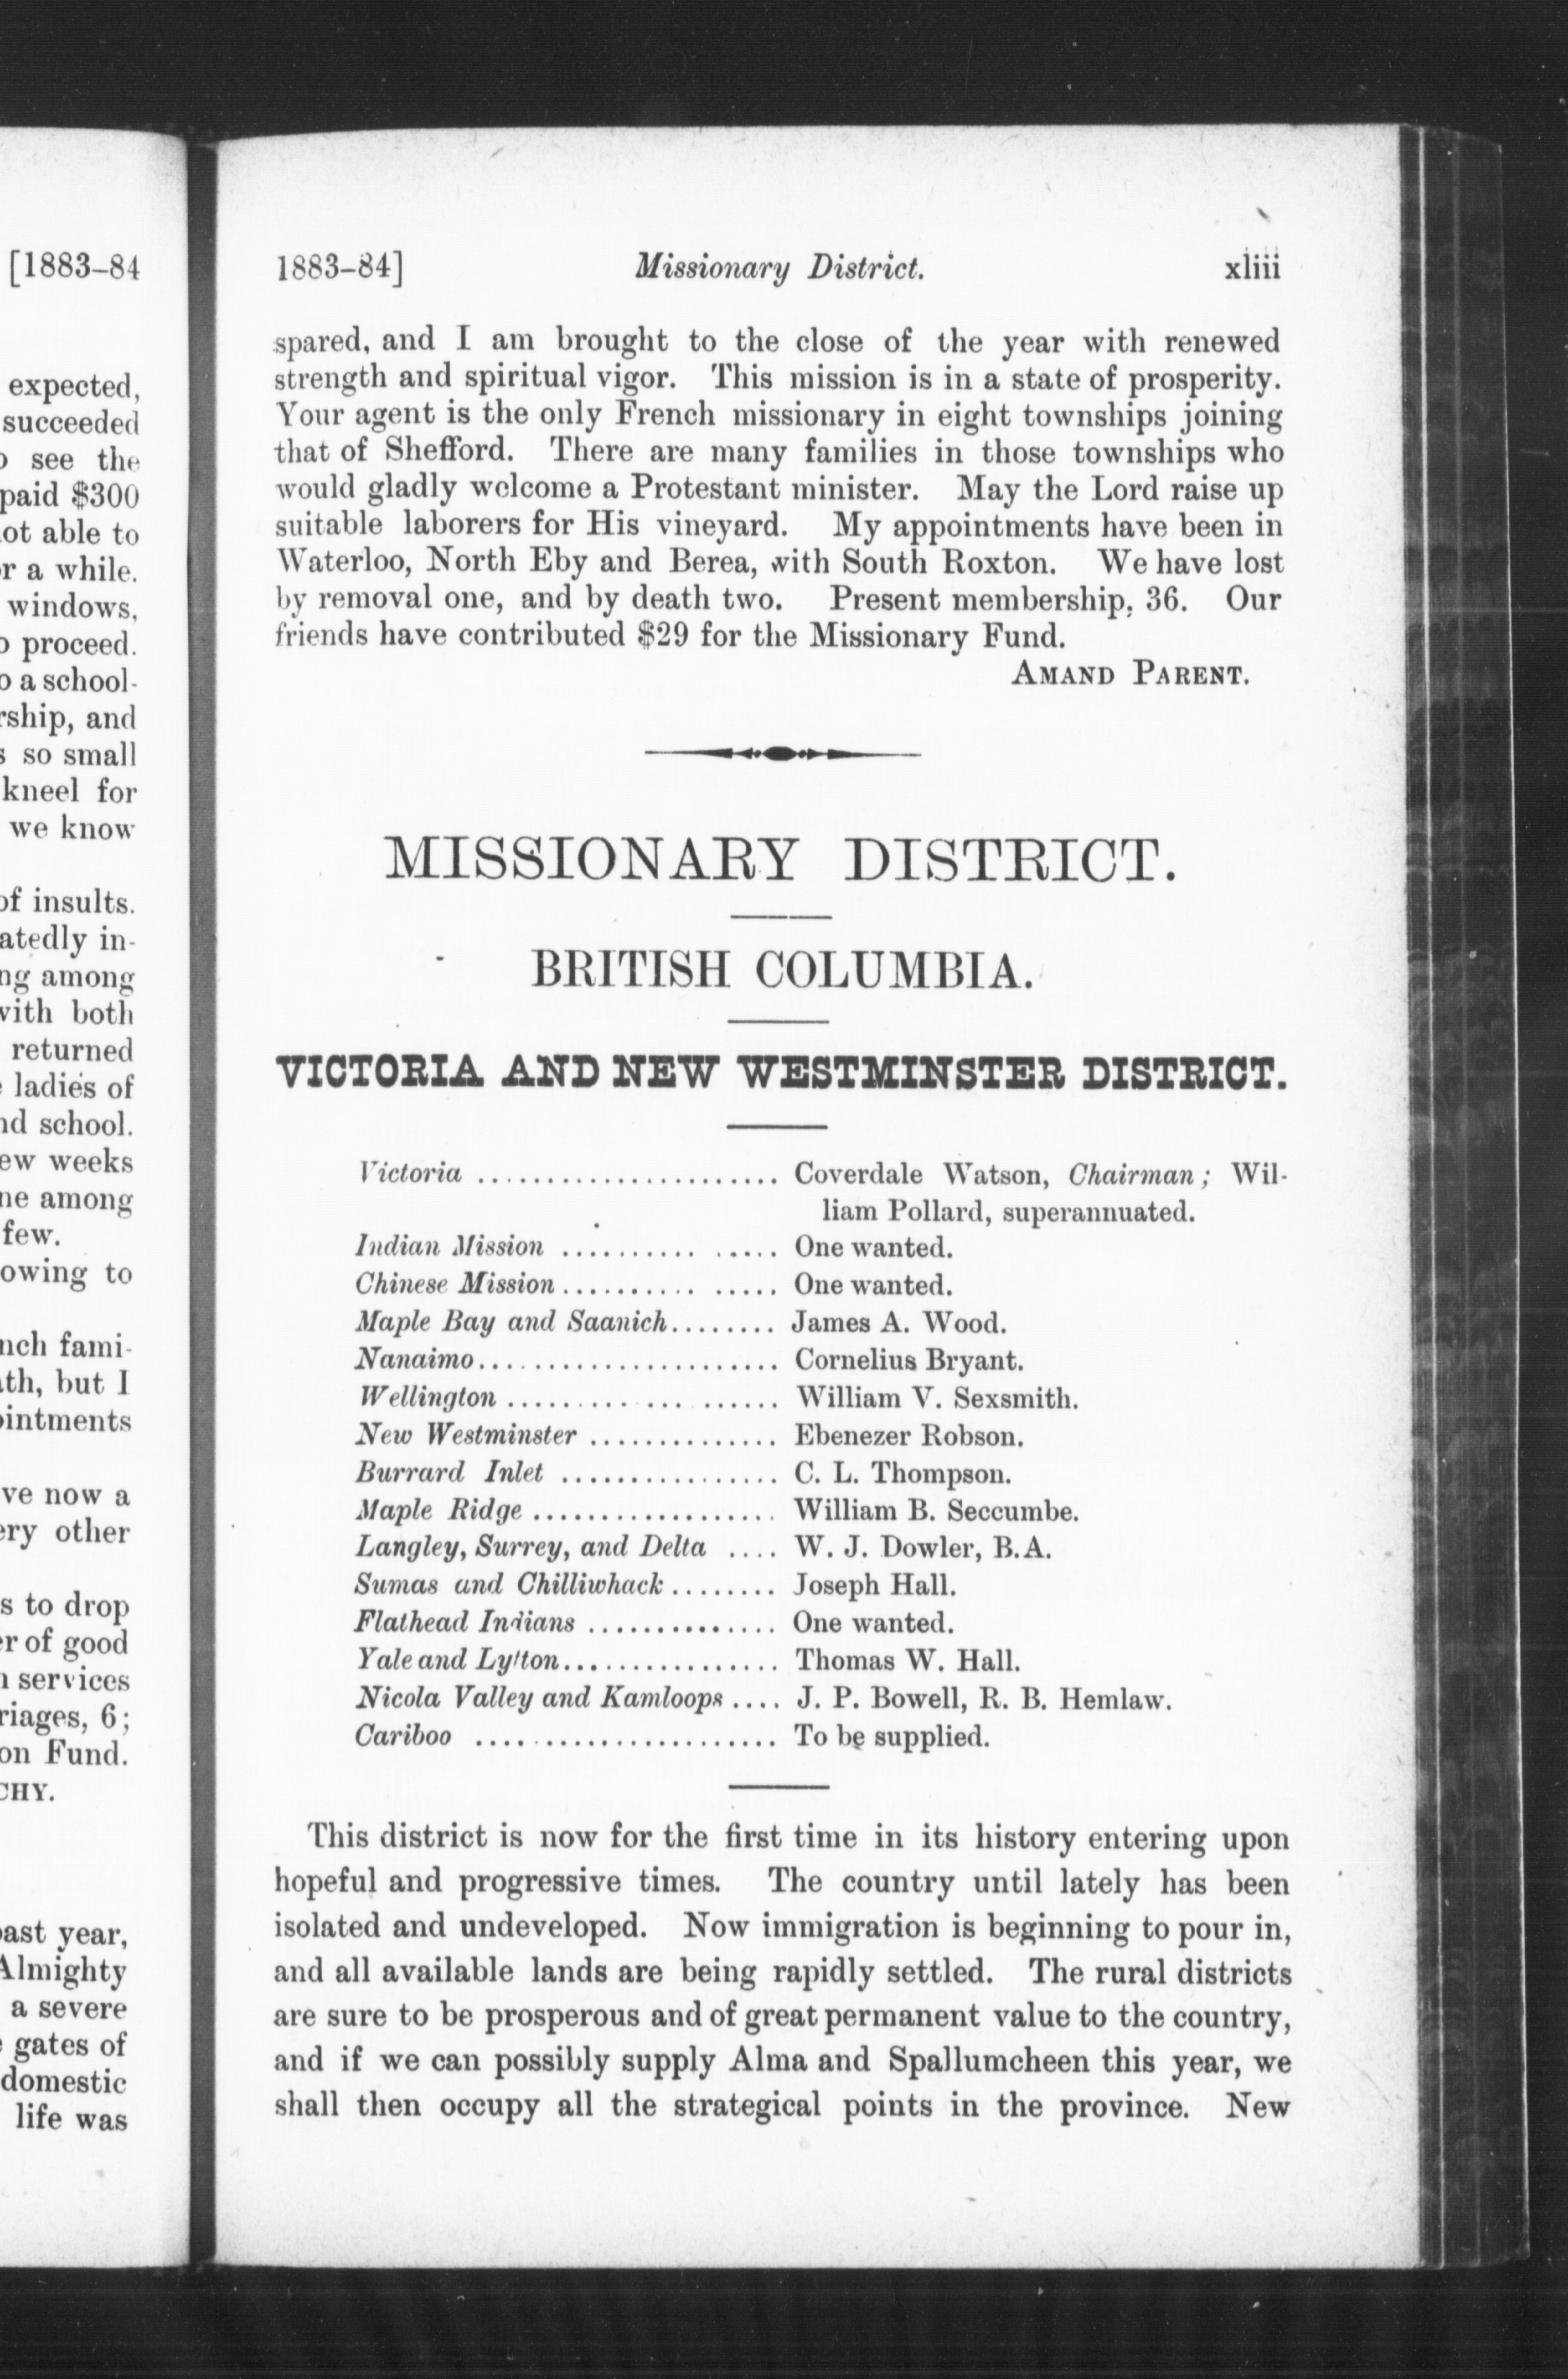 [1883-84
expected,
succeeded
see the
paid $300
able to
a while.
windows,
proceed.
a school-
and
so small
kneel for
we know
of insults.
in-
among
with both
returned
ladies of
school.
weeks
among
few.
owing to
fami-
but I
now a
other
to drop
of good
services
6;
Fund.
past year,
Almighty
a severe
gates of
domestic
life was
1883-84] Missionary District. xliii
spared, and I am brought to the close of the year with renewed
strength and spiritual vigor. This mission is in a state of prosperity.
Your agent is the only French missionary in eight townships joining
that of Shefford. There are many families in those townships who
would gladly welcome a Protestant minister. May the Lord raise up
suitable laborers for His vineyard. My appointments have been in
Waterloo, North Eby and Berea, with South Roxton. We have lost
by removal one, and by death two. Present membership, 36. Our
friends have contributed $29 for the Missionary Fund.
AMAND PARENT.
MISSIONARY DISTRICT.
BRITISH COLUMBIA.
VICTORIA AND NEW WESTMINSTER DISTRICT.
Victoria ...................... Coverdale Watson, Chairman; Wil-
liam Pollard, superannuated.
Indian Mission ............... One wanted.
Chinese Mission............... One wanted.
Maple Bay and Saanich........ James A. Wood.
Nanaimo...................... Cornelius Bryant.
Wellington .................... William V. Sexsmith.
New Westminster .............. Ebenezer Robson.
Burrard Inlet ................ C. L. Thompson.
Maple Ridge .................. William B. Seccumbe.
Langley, Surrey, and Delta .... W. J. Dowler, B.A.
Sumas and Chilliwhack ........ Joseph Hall.
Flathead Indians .............. One wanted.
Yale and Lytton................ Thomas W. Hall.
Nicola Valley and Kamloops .... J. P. Bowell, R. B. Hemlaw.
Cariboo ...................... To be supplied.
This district is now for the first time in its history entering upon
hopeful and progressive times. The country until lately has been
isolated and undeveloped. Now immigration is beginning to pour in,
and all available lands are being rapidly settled. The rural districts
are sure to be prosperous and of great permanent value to the country,
and if we can possibly supply Alma and Spallumcheen this year, we
shall then occupy all the strategical points in the province. New